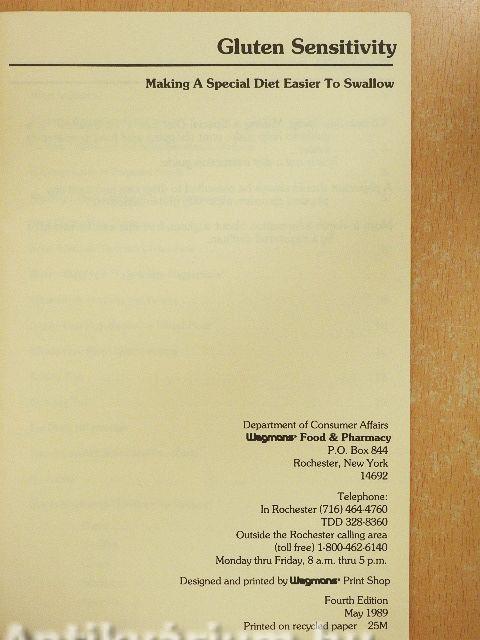 Gluten Sensitivity
Making A Special Diet Easier To Swallow
Department of Consumer Affairs
Wegmans® Food & Pharmacy
P.O. Box 844
Rochester, New York
14692
Telephone:
In Rochester (716) 464-4760
TDD 328-8360
Outside the Rochester calling area
(toll free) 1-800-462-6140
Monday thru Friday, 8 a.m. thru 5 p.m.
Designed and printed by Wegmans® Print Shop
Fourth Edition
May 1989
Printed on recycled paper 25M